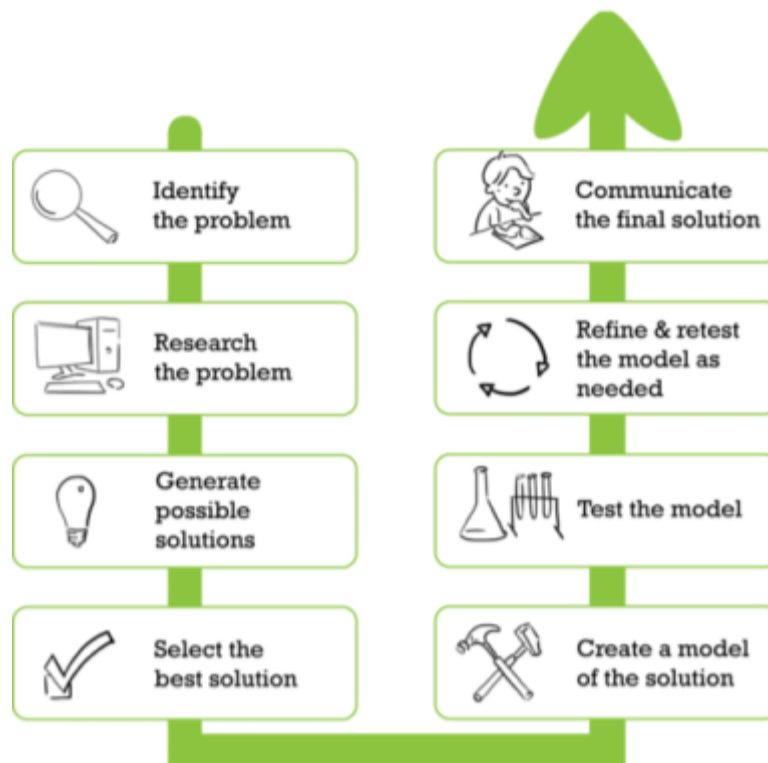 Identify
the problem
Research
the problem
Generate
possible
solutions
Select the
best solution
Create a model
of the solution
Test the model
Refine & retest
the model as
needed
Communicate
the final solution